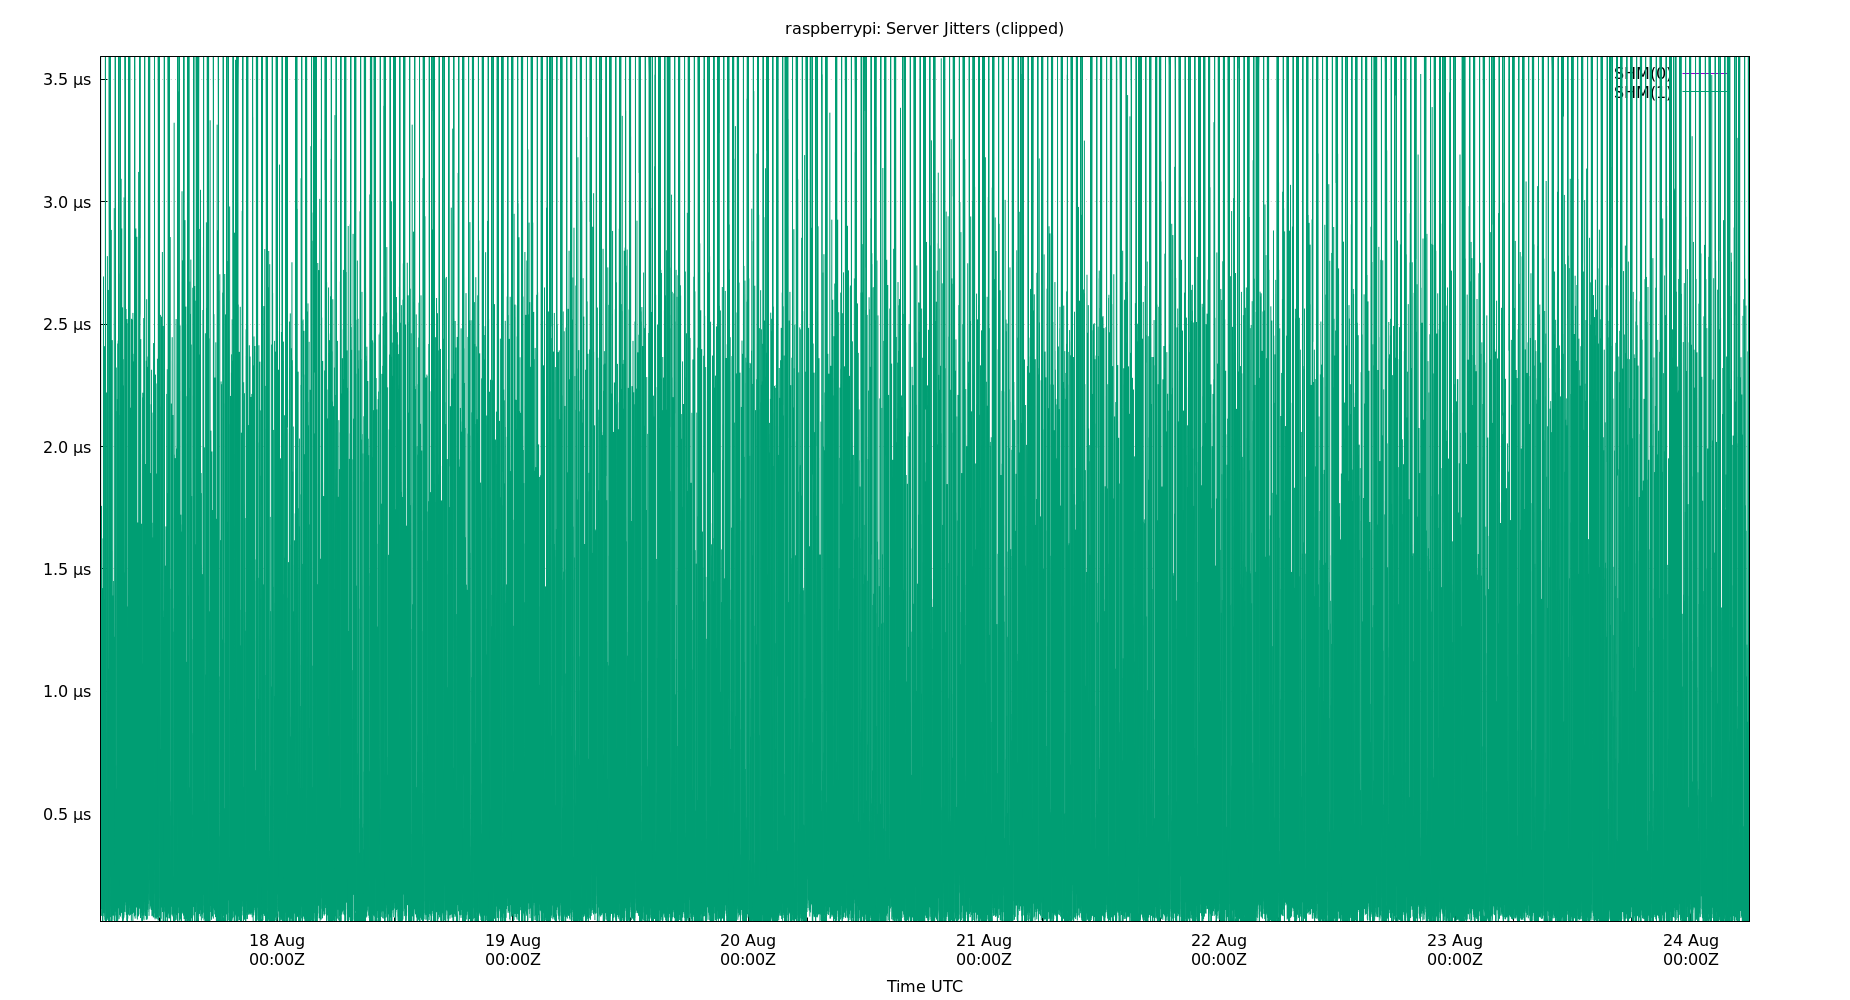 raspberrypi: Server Jitters (clipped)
SHM(0)
SHM(1)
3.5 µs
3.0 µs
2.5 µs
2.0 µs
1.5 µs
1.0 µs
0.5 µs
18 Aug 19 Aug 20 Aug 21 Aug 22 Aug 23 Aug 24 Aug
00:00Z 00:00Z 00:00Z 00:00Z 00:00Z 00:00Z 00:00Z
Time UTC